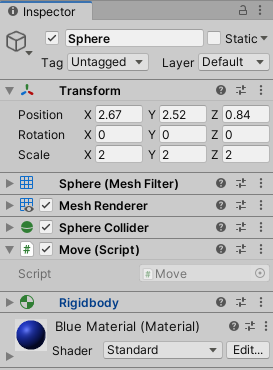 Inspector
Sphere Static
Tag Untagged Layer Default
Transform
Position X 2.67 Y 2.52 Z 0.84
Rotation X 0 Y 0 Z 0
Scale X 2 Y 2 Z 2
Sphere (Mesh Filter)
Mesh Renderer
Sphere Collider
# Move (Script)
Script # Move
Rigidbody
Blue Material (Material)
Shader Standard Edit...